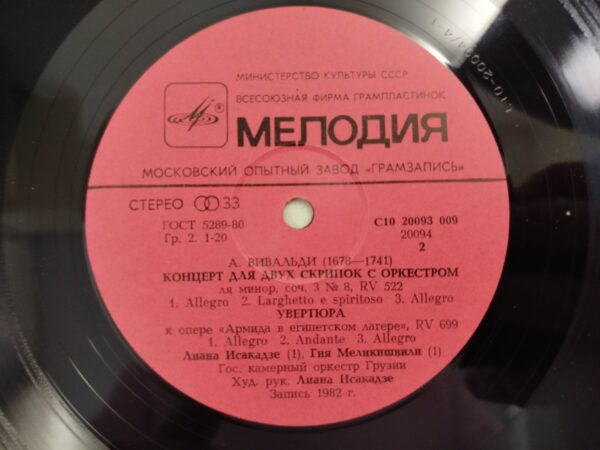 МИНИСТЕРСТВО КУЛЬТУРЫ СССР
ВСЕСОЮЗНАЯ ФИРМА ГРАМПЛАСТИНОК
МЕЛОДИЯ
МОСКОВСКИЙ ОПЫТНЫЙ ЗАВОД «ГРАМЗАПИСЬ»
СТЕРЕО 33
ГОСТ 5289-80 С10 20093 009
Гр. 2. 1-20 20094
2
А. ВИВАЛЬДИ (1678—1741)
КОНЦЕРТ ДЛЯ ДВУХ СКРИПОК С ОРКЕСТРОМ
ля минор, соч. 3 № 8, RV 522
1. Allegro 2. Larghetto e spiritoso 3. Allegro
УВЕРТЮРА
к опере «Армида в египетском лагере», RV 699
1. Allegro 2. Andante 3. Allegro
Лиана Исакадзе (1), Гия Меликишвили (1)
Гос. камерный оркестр Грузии
Худ. рук. Лиана Исакадзе
Запись 1982 г.